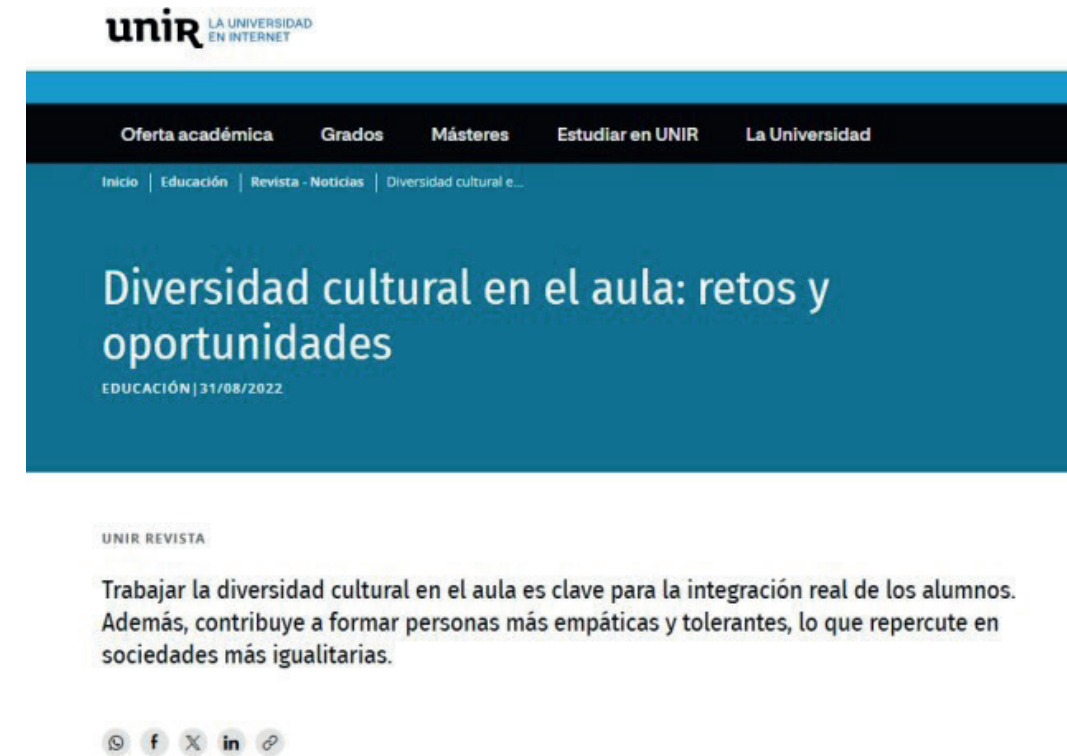 uniR LA UNIVERSIDAD
EN INTERNET
Oferta académica Grados Másteres Estudiar en UNIR La Universidad
Inicio | Educación | Revista - Noticias | Diversidad cultural e...
Diversidad cultural en el aula: retos y
oportunidades
EDUCACIÓN|31/08/2022
UNIR REVISTA
Trabajar la diversidad cultural en el aula es clave para la integración real de los alumnos.
Además, contribuye a formar personas más empáticas y tolerantes, lo que repercute en
sociedades más igualitarias.